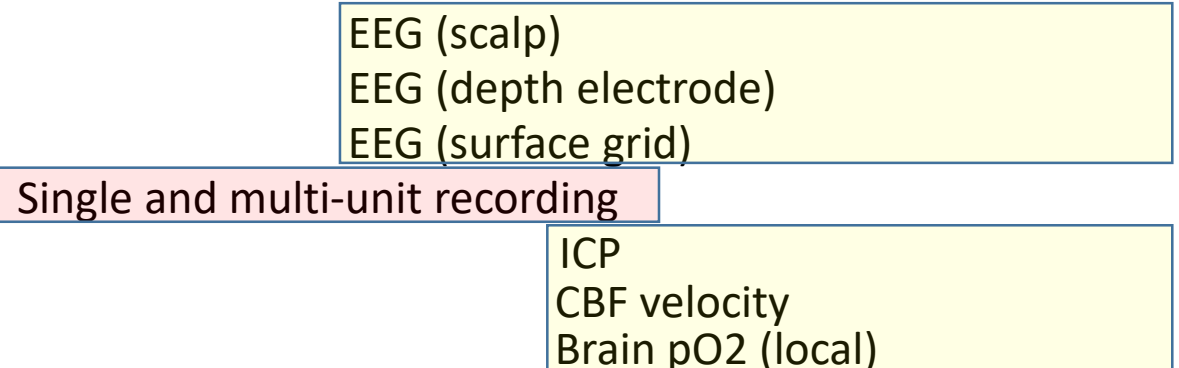 EEG (scalp)
EEG (depth electrode)
EEG (surface grid)
Single and multi-unit recording
ICP
CBF velocity
Brain pO2 (local)